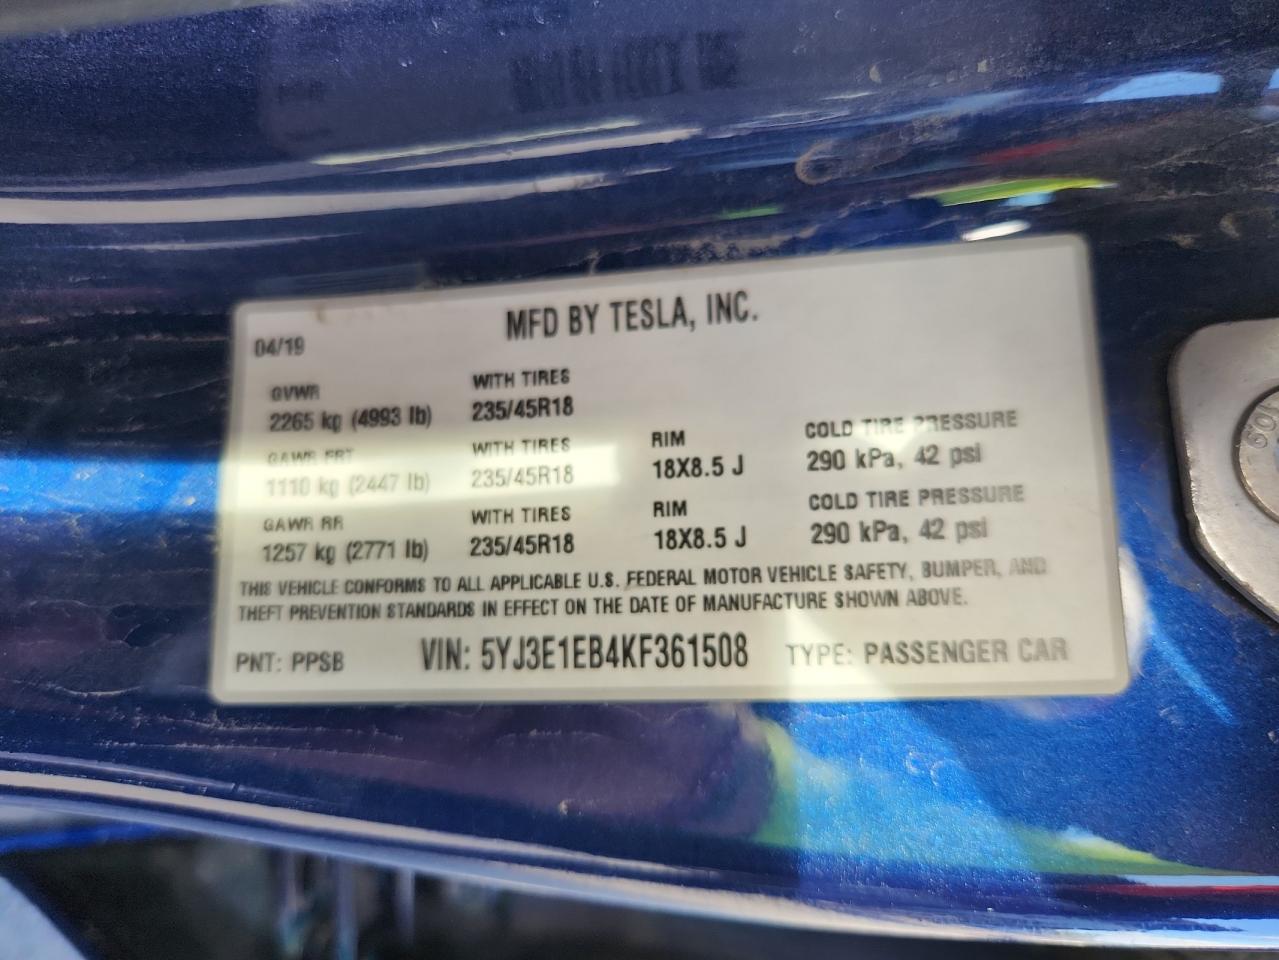 MFD BY TESLA, INC.
04/19
GVWR WITH TIRES
2265 kg (4993 lb) 235/45R18
GAWR FRT WITH TIRES RIM COLD TIRE PRESSURE
1110 kg (2447 lb) 235/45R18 18X8.5 J 290 kPa, 42 psi
GAWR RR WITH TIRES RIM COLD TIRE PRESSURE
1257 kg (2771 lb) 235/45R18 18X8.5 J 290 kPa, 42 psi
THIS VEHICLE CONFORMS TO ALL APPLICABLE U.S. FEDERAL MOTOR VEHICLE SAFETY, BUMPER, AND
THEFT PREVENTION STANDARDS IN EFFECT ON THE DATE OF MANUFACTURE SHOWN ABOVE.
PNT: PPSB VIN: 5YJ3E1EB4KF361508 TYPE: PASSENGER CAR
10.9